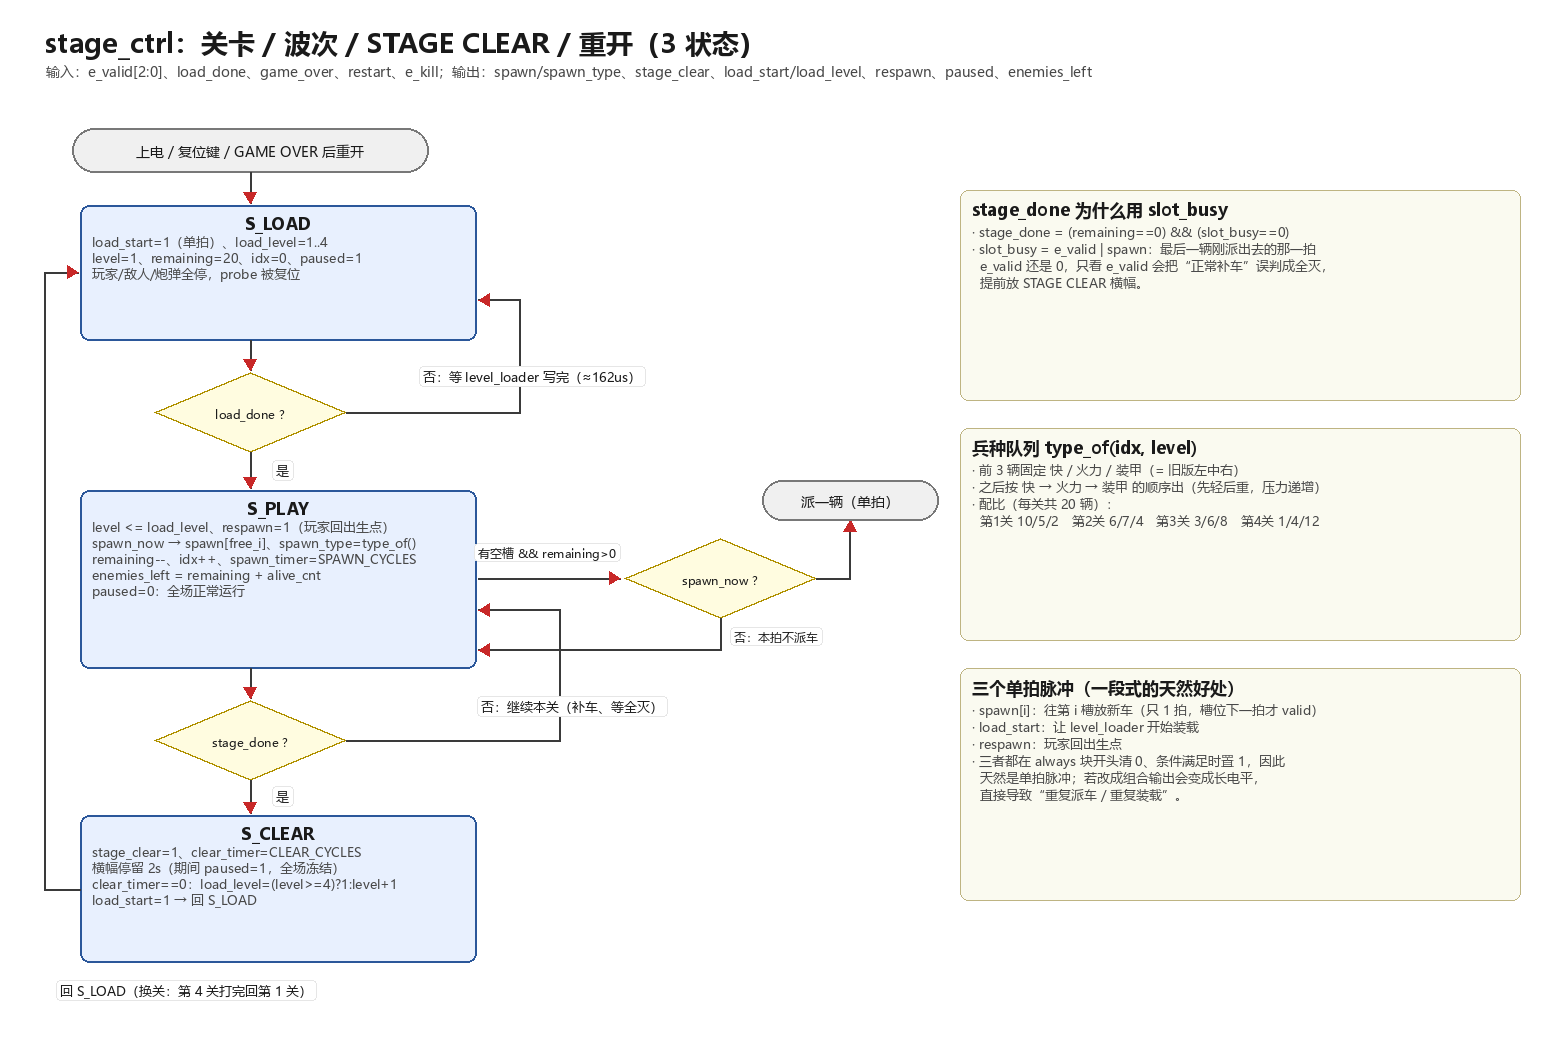 stage_ctrl：关卡 / 波次 / STAGE CLEAR / 重开（3 状态）
输入：e_valid[2:0]、load_done、game_over、restart、e_kill；输出：spawn/spawn_type、stage_clear、load_start/load_level、respawn、paused、enemies_left
上电 / 复位键 / GAME OVER 后重开
S_LOAD
load_start=1（单拍）、load_level=1..4
level=1、remaining=20、idx=0、paused=1
玩家/敌人/炮弹全停，probe 被复位
否：等 level_loader 写完（≈162us）
load_done ?
是
S_PLAY
level <= load_level、respawn=1（玩家回出生点）
spawn_now → spawn[free_i]、spawn_type=type_of()
remaining--、idx++、spawn_timer=SPAWN_CYCLES
enemies_left = remaining + alive_cnt
paused=0：全场正常运行
有空槽 && remaining>0
spawn_now ?
派一辆（单拍）
否：本拍不派车
否：继续本关（补车、等全灭）
stage_done ?
是
S_CLEAR
stage_clear=1、clear_timer=CLEAR_CYCLES
横幅停留 2s（期间 paused=1，全场冻结）
clear_timer==0：load_level=(level>=4)?1:level+1
load_start=1 → 回 S_LOAD
回 S_LOAD（换关：第 4 关打完回第 1 关）
stage_done 为什么用 slot_busy
· stage_done = (remaining==0) && (slot_busy==0)
· slot_busy = e_valid | spawn：最后一辆刚派出去的那一拍
e_valid 还是 0，只看 e_valid 会把“正常补车”误判成全灭，
提前放 STAGE CLEAR 横幅。
兵种队列 type_of(idx, level)
· 前 3 辆固定 快 / 火力 / 装甲（= 旧版左中右）
· 之后按 快 → 火力 → 装甲 的顺序出（先轻后重，压力递增）
· 配比（每关共 20 辆）：
第1关 10/5/2 第2关 6/7/4 第3关 3/6/8 第4关 1/4/12
三个单拍脉冲（一段式的天然好处）
· spawn[i]：往第 i 槽放新车（只 1 拍，槽位下一拍才 valid）
· load_start：让 level_loader 开始装载
· respawn：玩家回出生点
· 三者都在 always 块开头清 0、条件满足时置 1，因此
天然是单拍脉冲；若改成组合输出会变成长电平，
直接导致“重复派车 / 重复装载”。